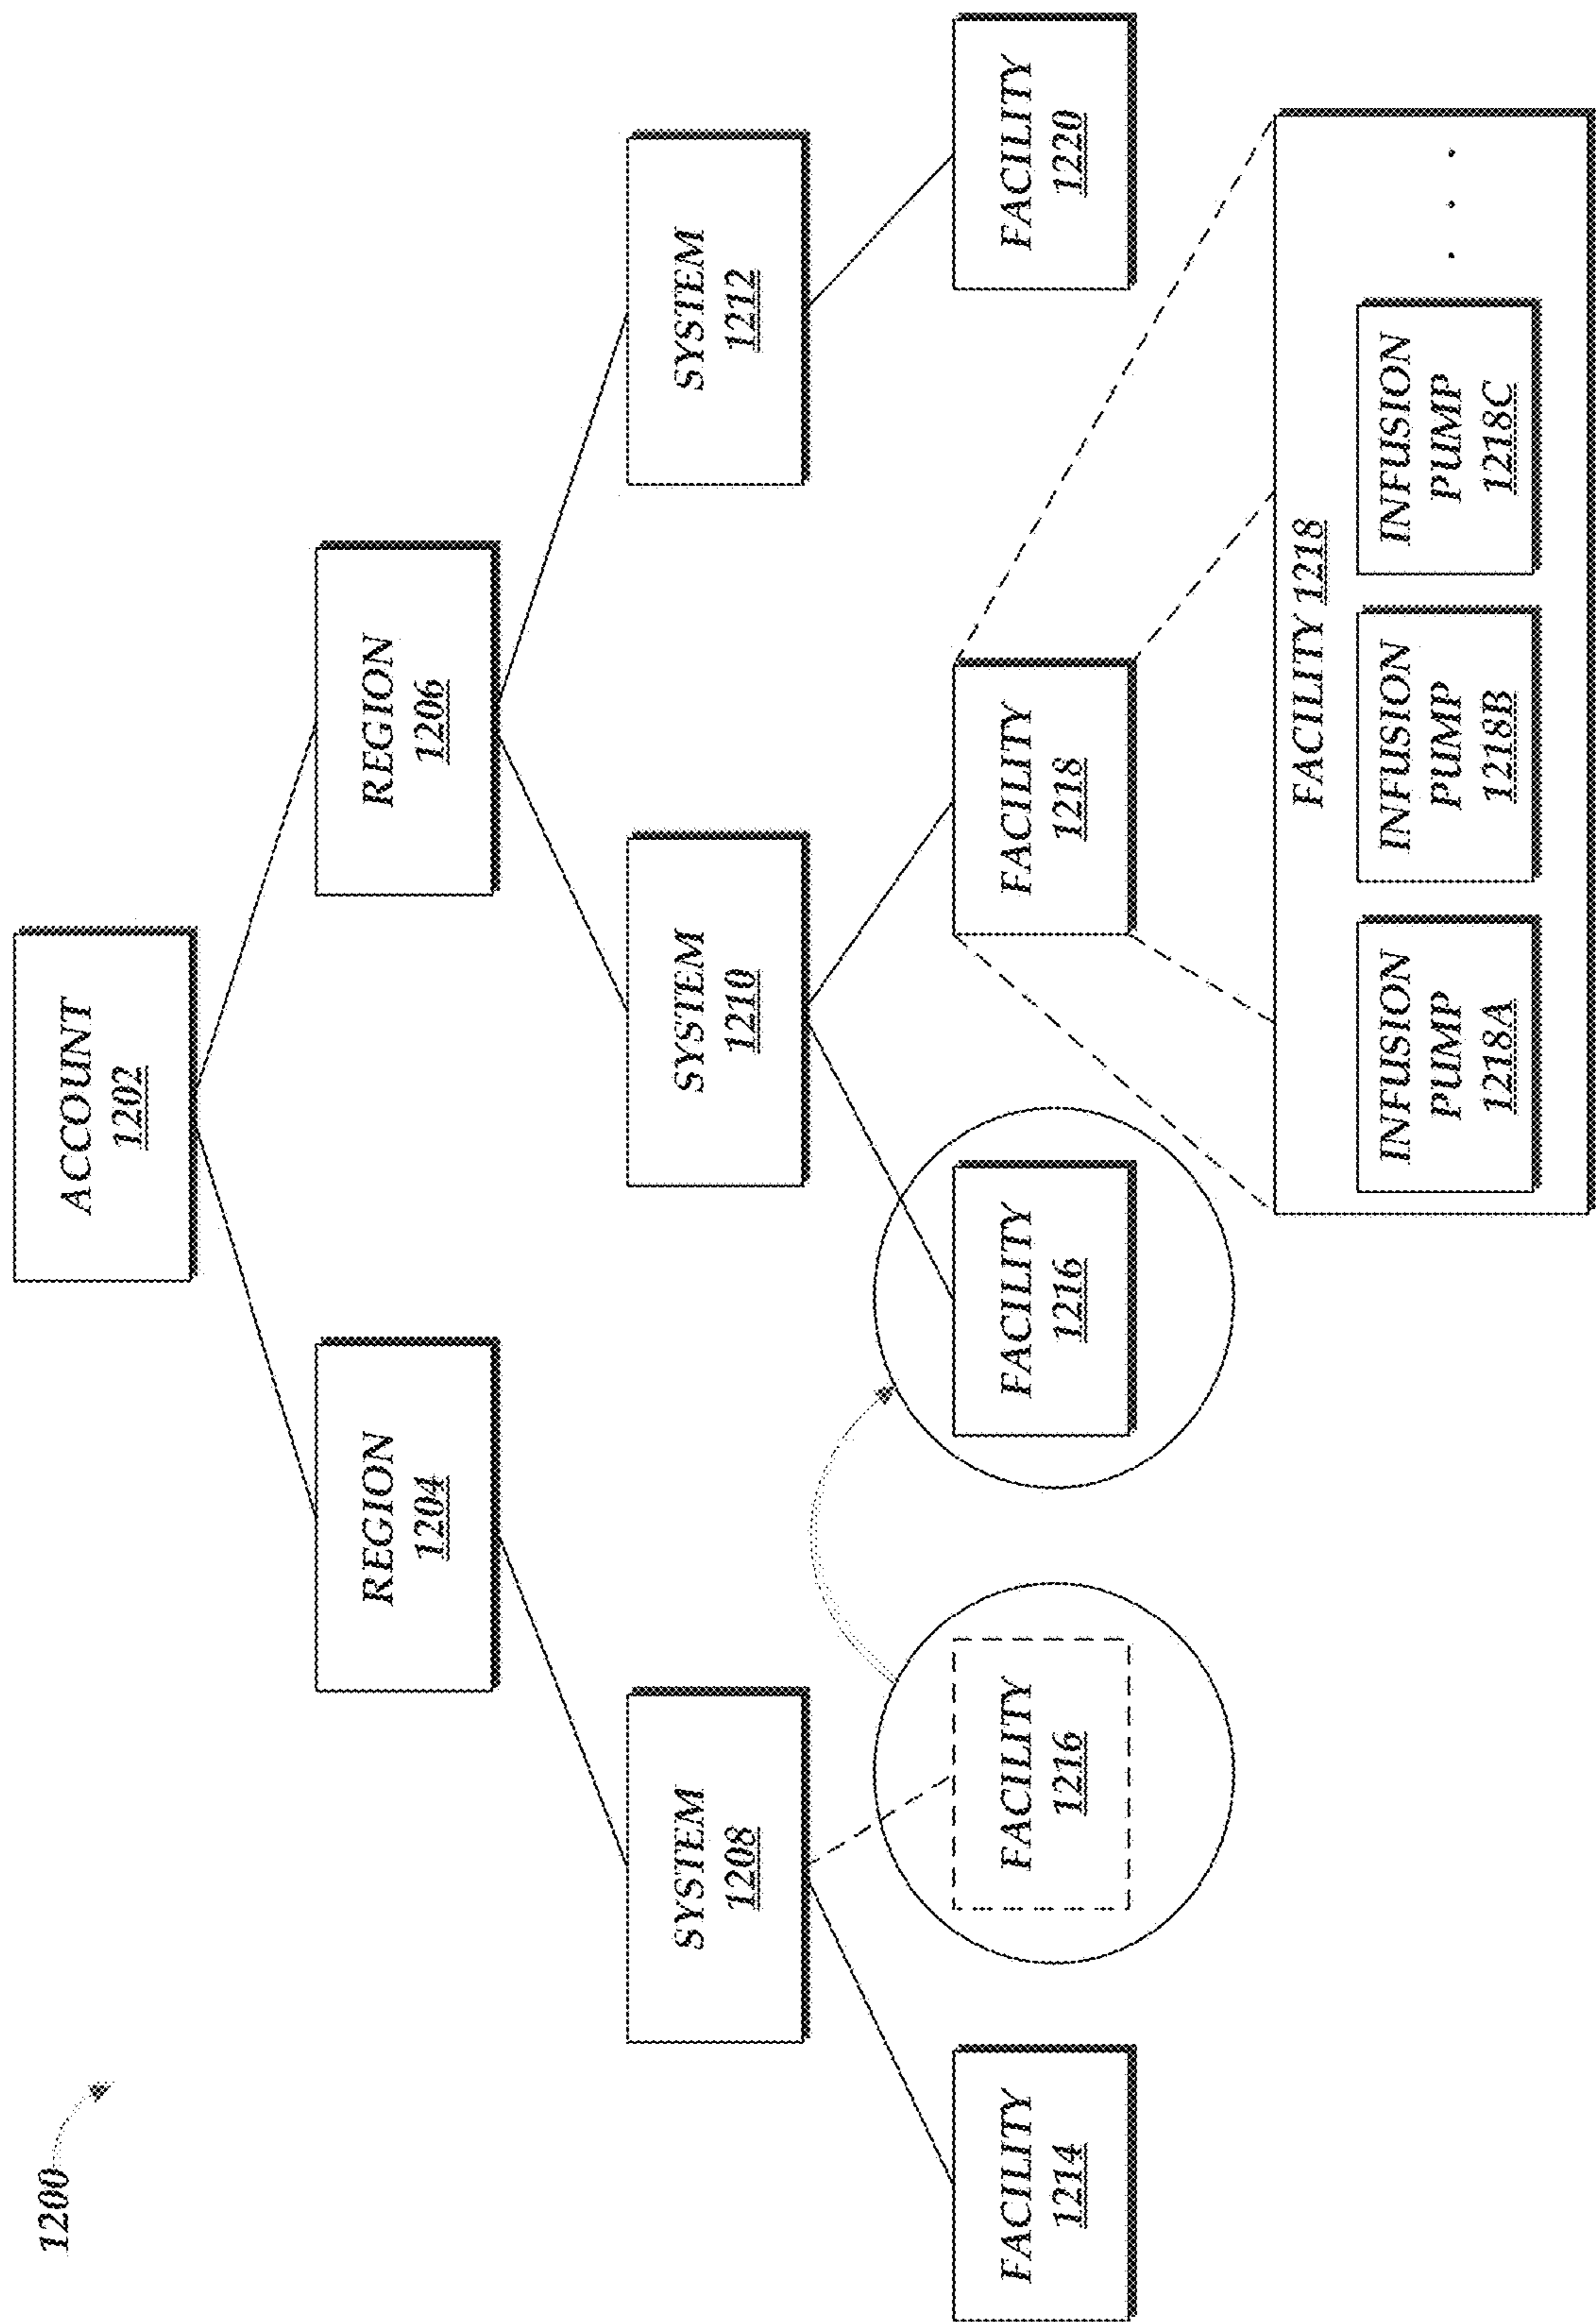 1200
ACCOUNT
1202
REGION
1204
REGION
1206
SYSTEM
1208
SYSTEM
1210
SYSTEM
1212
FACILITY
1214
FACILITY
1216
FACILITY
1216
FACILITY
1218
FACILITY
1220
FACILITY 1218
INFUSION
PUMP
1218A
INFUSION
PUMP
1218B
INFUSION
PUMP
1218C
. . .